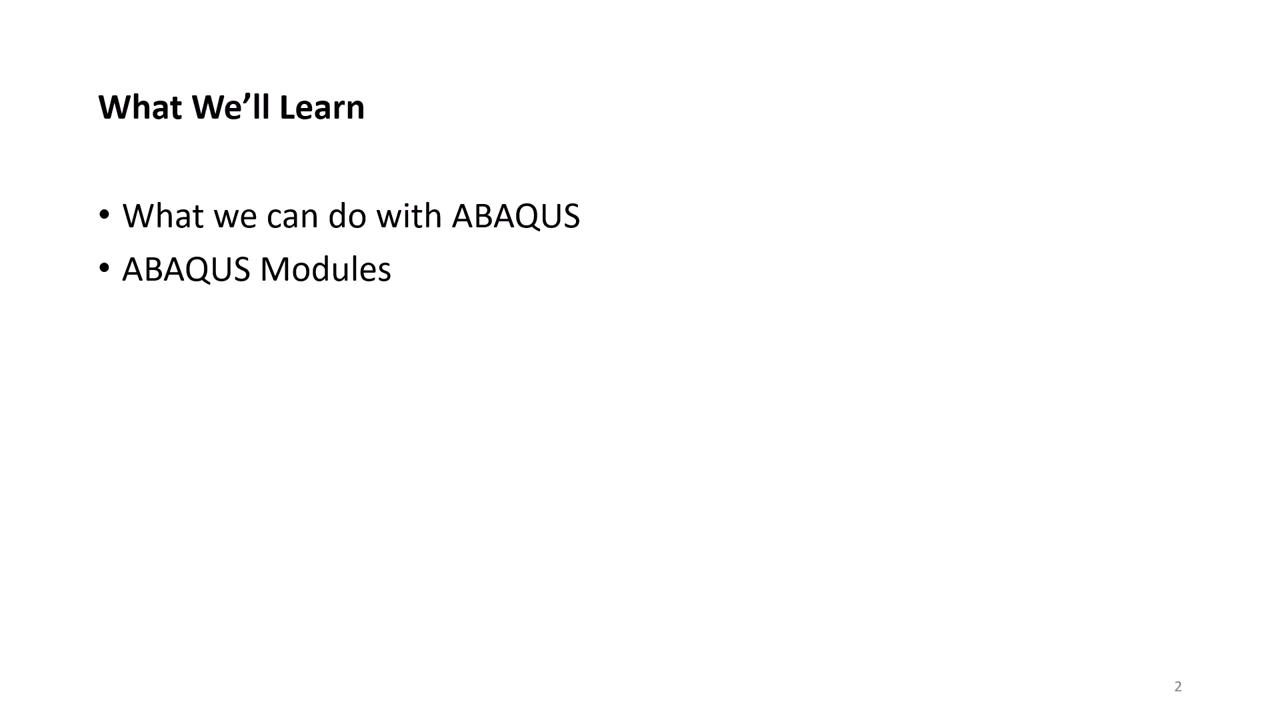 What We’ll Learn
• What we can do with ABAQUS
• ABAQUS Modules
2